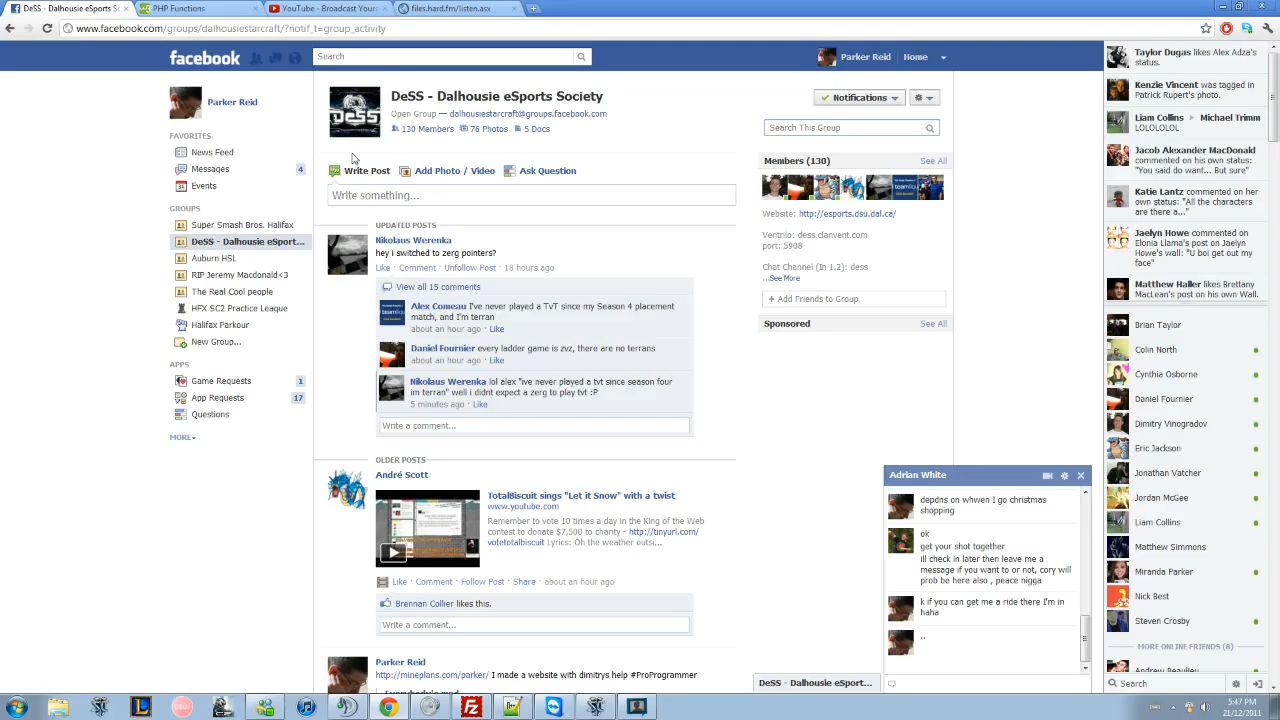 DeSS - Dalhousie eSports Sc
PHP Functions
YouTube - Broadcast Yours
files.hard.fm/listen.asx
www.facebook.com/groups/dalhousiestarcraft/?notif_t=group_activity
facebook
Search
Parker Reid
Home
Parker Reid
FAVORITES
News Feed
Messages 4
Events
GROUPS
Super Smash Bros. Halifax
DeSS - Dalhousie eSport...
Auburn HSL
RIP Jeremy Macdonald<3
The Real Cool people
HFX SC2 Practice League
Halifax Parkour
New Group...
APPS
Game Requests 1
App Requests 17
Questions
MORE
DeSS
DeSS - Dalhousie eSports Society
Open Group — dalhousiestarcraft@groups.facebook.com
130 Members 76 Photos 5 Docs
Notifications
Write Post Add Photo / Video Ask Question
Write something...
UPDATED POSTS
Nikolaus Werenka
hey i switched to zerg pointers?
Like · Comment · Unfollow Post · 18 hours ago
View all 15 comments
Alex Comeau I've never played a TvT since my Season 4 placement
match, and I'm terran
about an hour ago · Like
Daniel Fournier every ladder game is zvz, there are no terrans
about an hour ago · Like
Nikolaus Werenka lol alex "ive never played a tvt since season four
im terran" well i didnt expect a zerg to play tvt :P
5 minutes ago · Like
Write a comment...
OLDER POSTS
André Scott
TotalBiscuit sings "Let it Snow" with a twist
www.youtube.com
Remember to vote 10 times a day in the King of the Web
contest to donate $7,500 to charity - http://tinyurl.com/
votetotalbiscuit Lyrics: Oh the weather outsi...
Like · Comment · Follow Post · Share · about an hour ago
Brennan Collier likes this.
Write a comment...
Parker Reid
http://mineplans.com/parker/ I made a website with Dimitrys help #ProProgrammer
Search This Group
Members (130) See All
Website: http://esports.dsu.dal.ca/
Ventrilo: dess.clanvent.com
port: 5908
Chat Channel (In 1.2): dess
...See More
+ Add Friends to Group
Sponsored See All
Adrian White
depdns on whwen I go christmas
shopping
ok
get your shot together
ill check in later then leave me a
message if you want to or not, cory will
prob be here also , peace nigga
k if you can get me a ride there I'm in
haha
..
DeSS - Dalhousie eSport...
Taylor Dugas likes Alex Adza's
status.
Kenzie Vincent was tagged in
Patrick Rupert's photo.
Liam Collins ▸ Michael Trimm
LOLOLOLOL
Jacob Alexander MacDonald
commented on his own status:
"You said do want... But sure"
Katie Lantz commented on her
own status: "All the characters
are there a..."
Jaelyn Howe commented on
Elonia Llama's post on Jaelyn
Howe's wall: "U bol get out my
face"
Matthew Haller likes Brittany
MacLean's post on his own Wall.
Brian Taylor
Colin Nortt
Cynthia Osborne
Daniel Fournier
Dimitry Vinogradov
Eric Jackson
Jonathan Vatcher
Jordan McGee
Liam Collins
Matthew Simmons
Miranda Parker
Nick Best
Steven Crosby
MORE ONLINE FRIENDS (8)
Andrew Beaulieu
Search
5:47 PM
21/12/2011